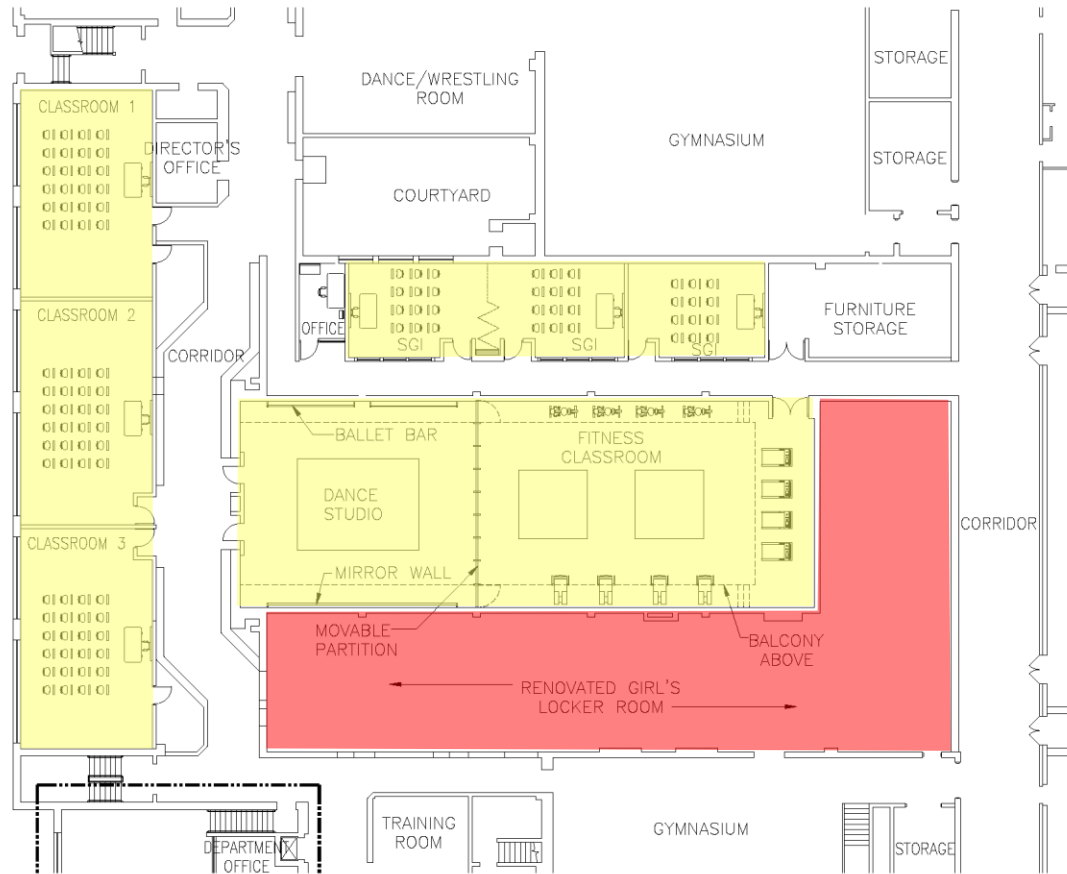 STORAGE
DANCE/WRESTLING
ROOM
GYMNASIUM
CLASSROOM 1
DIRECTOR'S
OFFICE
STORAGE
COURTYARD
CLASSROOM 2
OFFICE
SGI
SGI
SGI
FURNITURE
STORAGE
CORRIDOR
BALLET BAR
FITNESS
CLASSROOM
DANCE
STUDIO
CORRIDOR
CLASSROOM 3
MIRROR WALL
MOVABLE
PARTITION
BALCONY
ABOVE
RENOVATED GIRL'S
LOCKER ROOM
TRAINING
ROOM
GYMNASIUM
DEPARTMENT
OFFICE
STORAGE